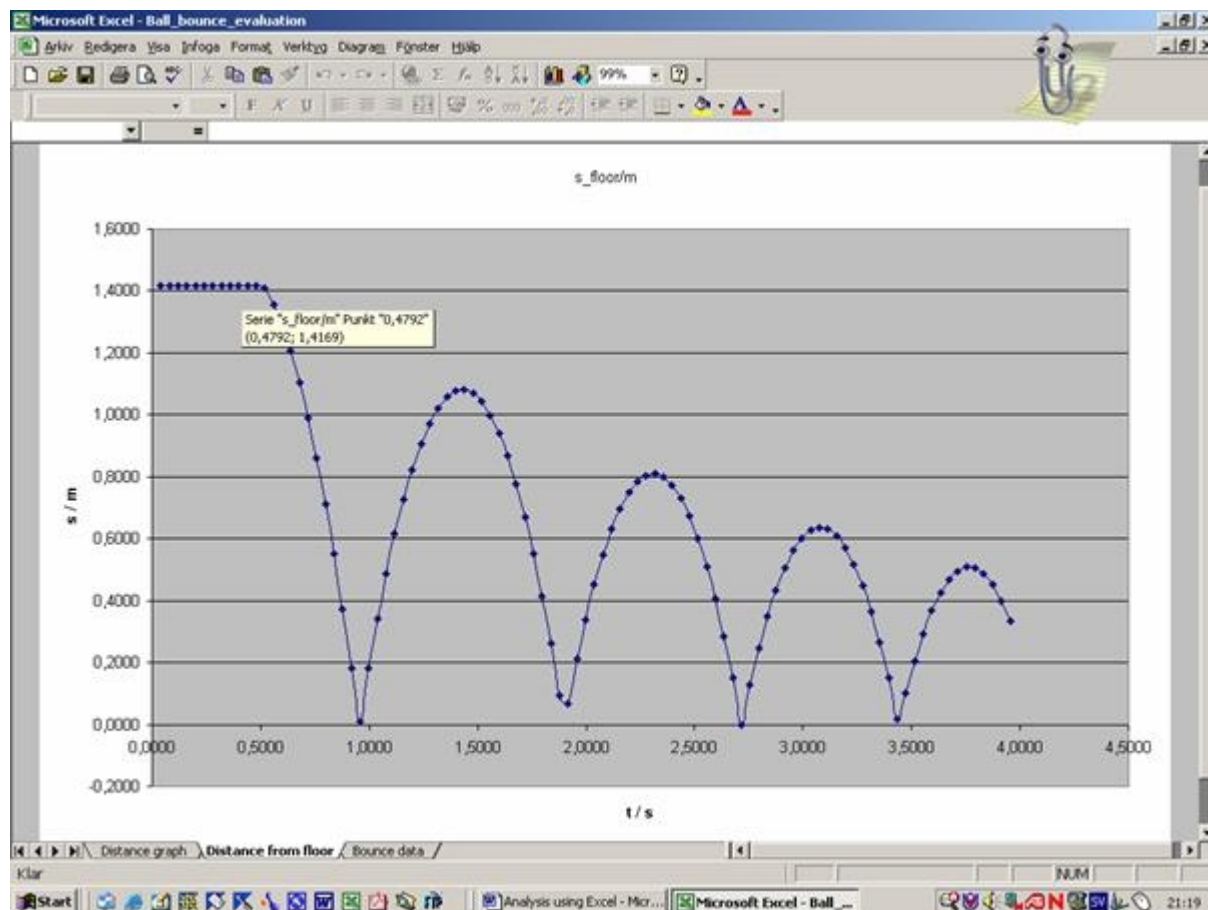 Microsoft Excel - Ball_bounce_evaluation
Arkiv Redigera Visa Infoga Format Verktyg Diagram Fönster Hjälp
99%
F K U
=
s_floor/m
1,6000
1,4000
Serie "s_floor/m" Punkt "0,4792"
(0,4792; 1,4169)
1,2000
1,0000
0,8000
s / m
0,6000
0,4000
0,2000
0,0000
0,0000 0,5000 1,0000 1,5000 2,0000 2,5000 3,0000 3,5000 4,0000 4,5000
-0,2000
t / s
Distance graph Distance from floor Bounce data
Klar NUM
Start Analysis using Excel - Micr... Microsoft Excel - Ball_... 21:19